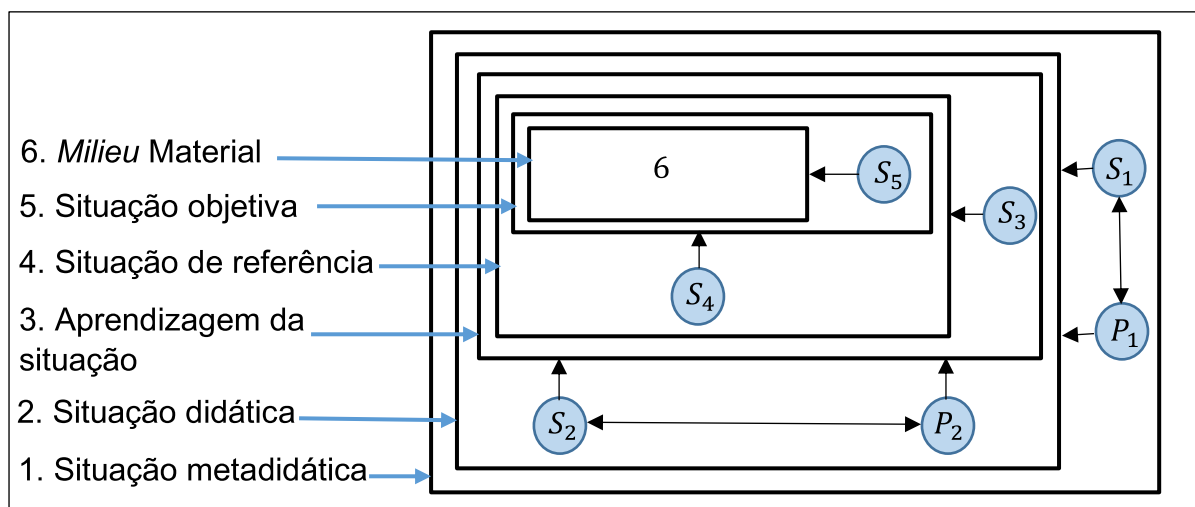 6. Milieu Material
5. Situação objetiva
4. Situação de referência
3. Aprendizagem da
situação
2. Situação didática
1. Situação metadidática
6
S₅
S₁
S₃
S₄
P₁
S₂
P₂